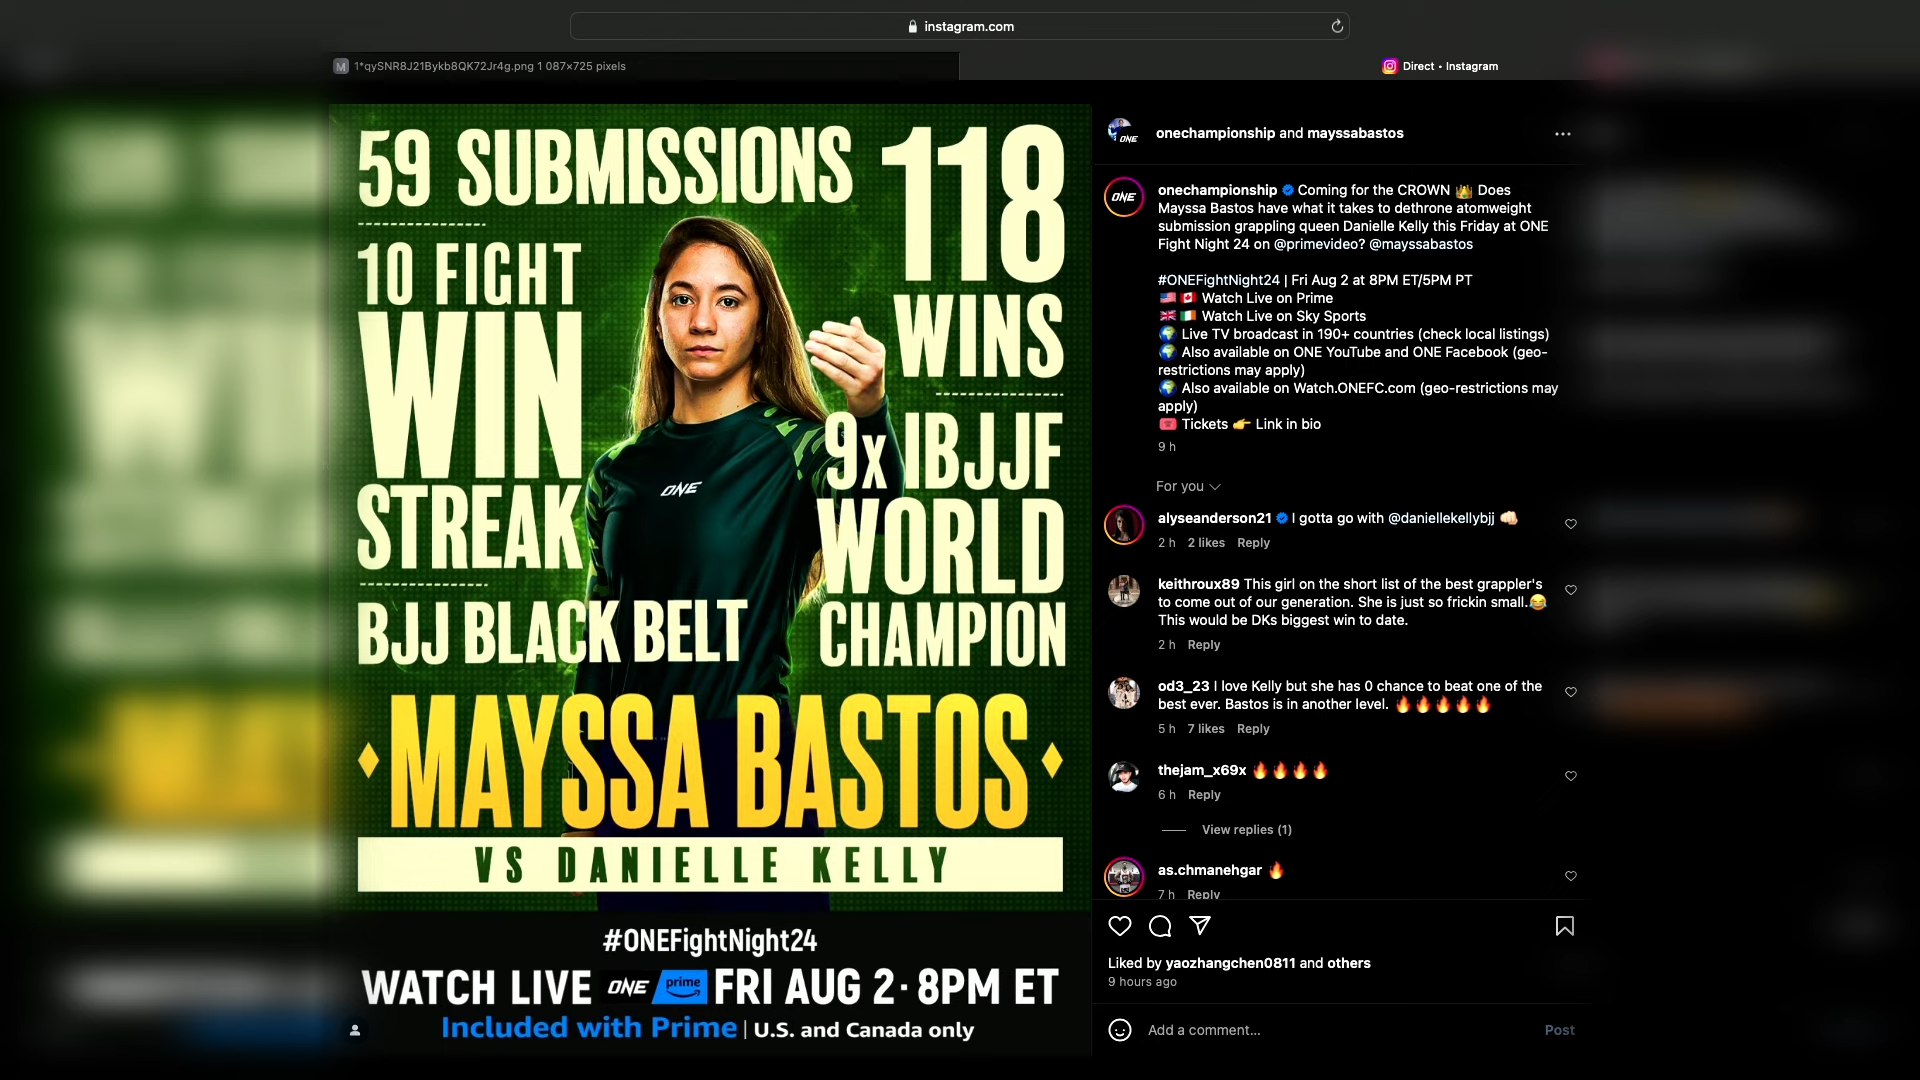 instagram.com
M 1*qySNR8J21Bykb8QK72Jr4g.png 1 087×725 pixels
Direct • Instagram
59 SUBMISSIONS
10 FIGHT
WIN
STREAK
BJJ BLACK BELT
118
WINS
9x IBJJF
WORLD
CHAMPION
ONE
MAYSSA BASTOS
VS DANIELLE KELLY
#ONEFightNight24
WATCH LIVE ONE prime FRI AUG 2 · 8PM ET
Included with Prime | U.S. and Canada only
ONE
onechampionship and mayssabastos
ONE
onechampionship Coming for the CROWN 👑 Does
Mayssa Bastos have what it takes to dethrone atomweight
submission grappling queen Danielle Kelly this Friday at ONE
Fight Night 24 on @primevideo? @mayssabastos
#ONEFightNight24 | Fri Aug 2 at 8PM ET/5PM PT
🇺🇸 🇨🇦 Watch Live on Prime
🇬🇧 🇮🇪 Watch Live on Sky Sports
🌍 Live TV broadcast in 190+ countries (check local listings)
🌍 Also available on ONE YouTube and ONE Facebook (geo-
restrictions may apply)
🌍 Also available on Watch.ONEFC.com (geo-restrictions may
apply)
🎟️ Tickets 👉 Link in bio
9 h
For you
alyseanderson21 I gotta go with @daniellekellybjj 👊🏻
2 h 2 likes Reply
keithroux89 This girl on the short list of the best grappler's
to come out of our generation. She is just so frickin small.😂
This would be DKs biggest win to date.
2 h Reply
od3_23 I love Kelly but she has 0 chance to beat one of the
best ever. Bastos is in another level. 🔥🔥🔥🔥🔥
5 h 7 likes Reply
thejam_x69x 🔥🔥🔥🔥
6 h Reply
View replies (1)
as.chmanehgar 🔥
7 h Reply
Liked by yaozhangchen0811 and others
9 hours ago
Add a comment...
Post